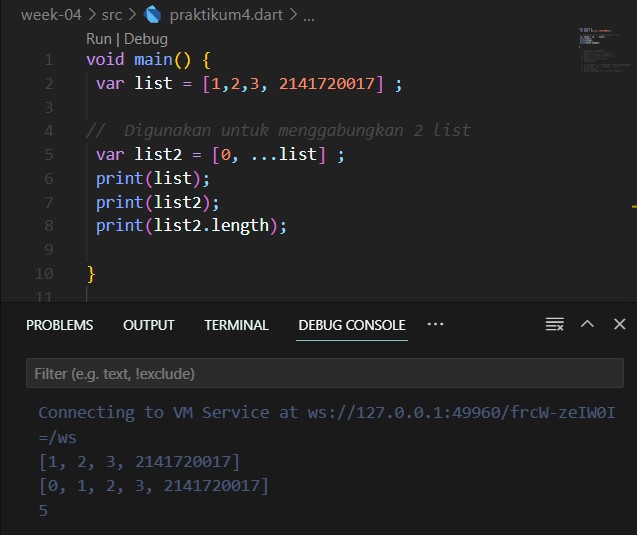 week-04 > src > praktikum4.dart > ...
Run | Debug
1 void main() {
2 var list = [1,2,3, 2141720017] ;
3
4 //  Digunakan untuk menggabungkan 2 list
5 var list2 = [0, ...list] ;
6 print(list);
7 print(list2);
8 print(list2.length);
9
10 }
11
PROBLEMS OUTPUT TERMINAL DEBUG CONSOLE ...
Filter (e.g. text, !exclude)
Connecting to VM Service at ws://127.0.0.1:49960/frcW-zeIW0I
=/ws
[1, 2, 3, 2141720017]
[0, 1, 2, 3, 2141720017]
5